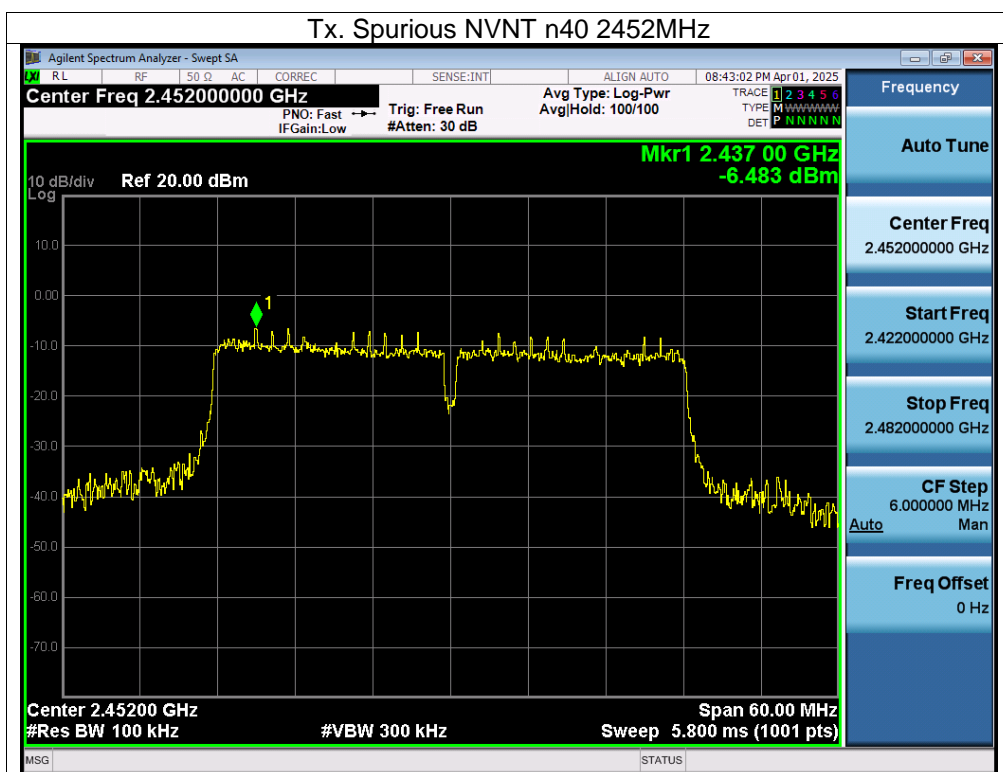 Tx. Spurious NVNT n40 2452MHz
Agilent Spectrum Analyzer - Swept SA
LXI RL RF 50 Ω AC CORREC SENSE:INT ALIGN AUTO 08:43:02 PM Apr 01, 2025
Center Freq 2.452000000 GHz
PNO: Fast
IFGain:Low
Trig: Free Run
#Atten: 30 dB
Avg Type: Log-Pwr
Avg|Hold: 100/100
TRACE 1 2 3 4 5 6
TYPE M WWWWW
DET P N N N N N
Mkr1 2.437 00 GHz
-6.483 dBm
10 dB/div Ref 20.00 dBm
Log
10.0
0.00
-10.0
-20.0
-30.0
-40.0
-50.0
-60.0
-70.0
1
Center 2.45200 GHz Span 60.00 MHz
#Res BW 100 kHz #VBW 300 kHz Sweep 5.800 ms (1001 pts)
MSG STATUS
Frequency
Auto Tune
Center Freq
2.452000000 GHz
Start Freq
2.422000000 GHz
Stop Freq
2.482000000 GHz
CF Step
6.000000 MHz
Auto Man
Freq Offset
0 Hz